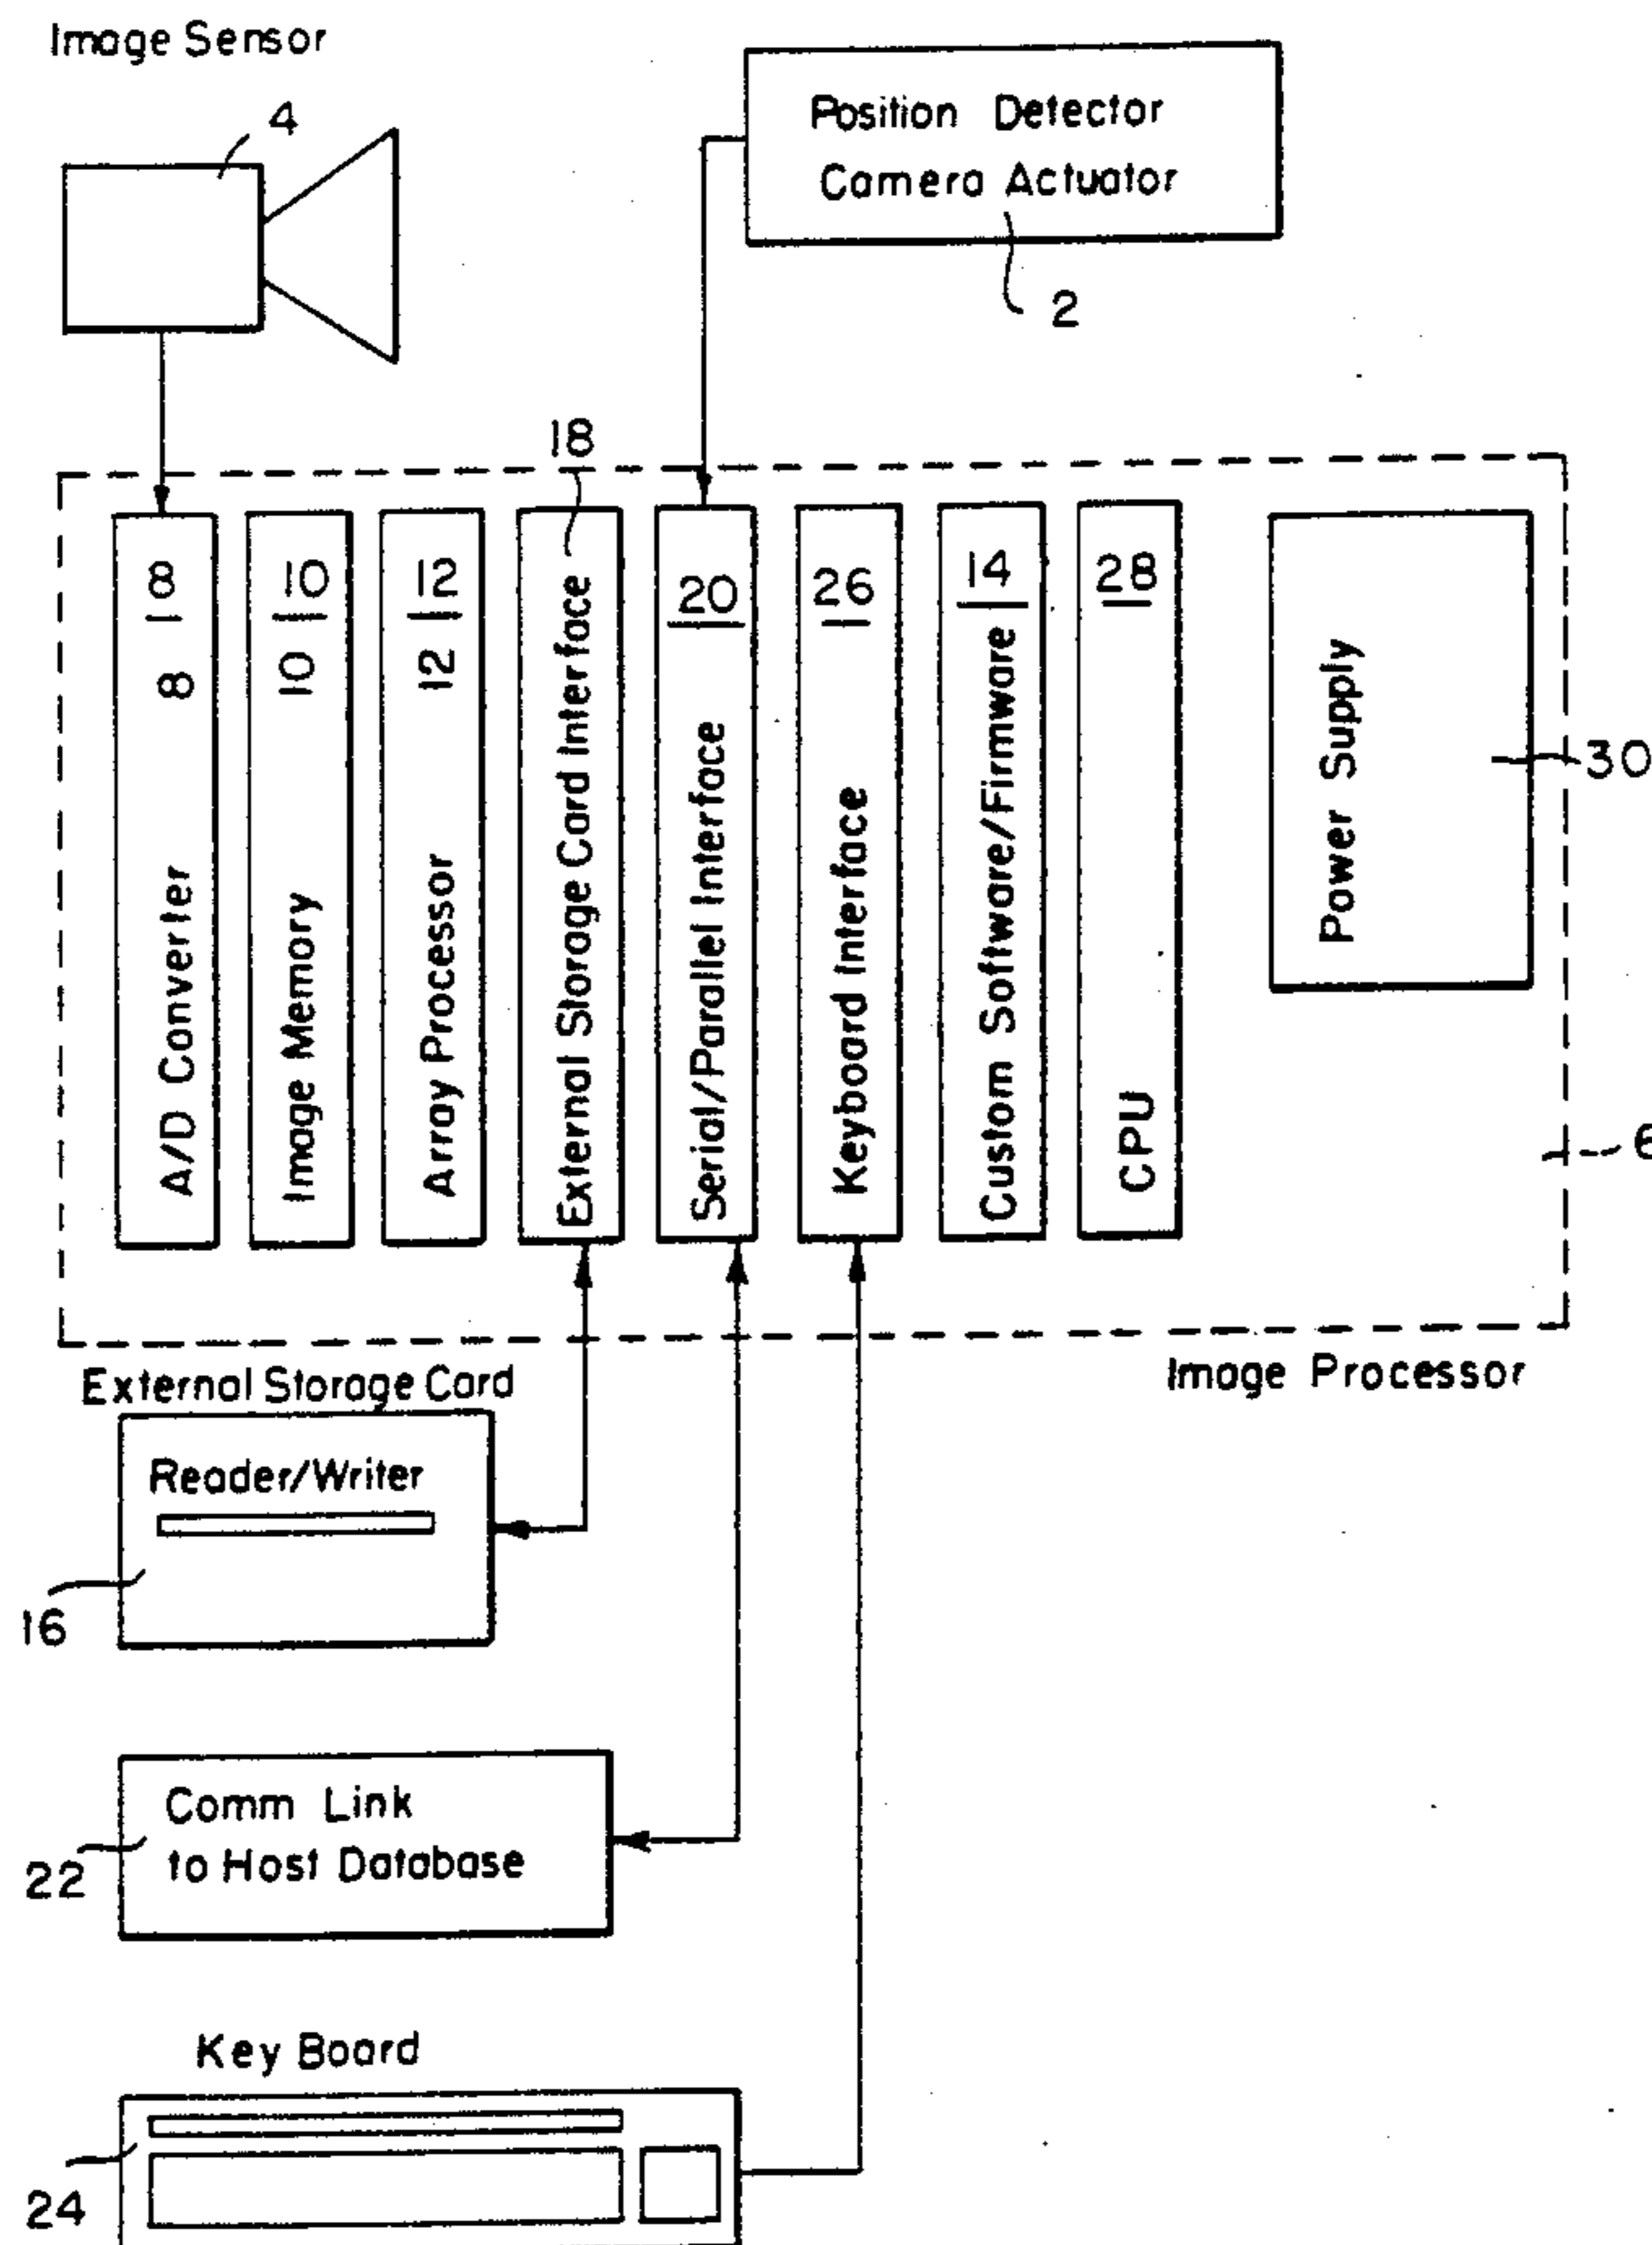 Image Sensor
4
Position Detector
Camera Actuator
2
18
8
10
12
20
26
14
28
8
10
12
A/D Converter
Image Memory
Array Processor
External Storage Card Interface
Serial/Parallel Interface
Keyboard Interface
Custom Software/Firmware
CPU
Power Supply
30
6
Image Processor
External Storage Card
Reader/Writer
16
Comm Link
to Host Database
22
Key Board
24